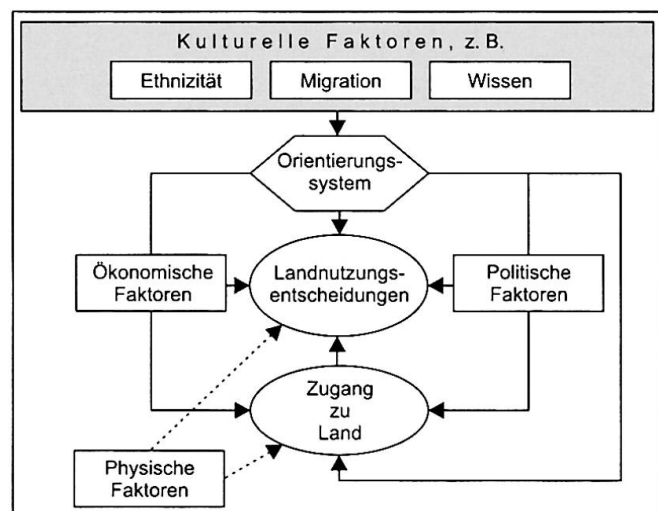 Kulturelle Faktoren, z.B.
Ethnizität
Migration
Wissen
Orientierungs-
system
Ökonomische
Faktoren
Landnutzungs-
entscheidungen
Politische
Faktoren
Zugang
zu
Land
Physische
Faktoren